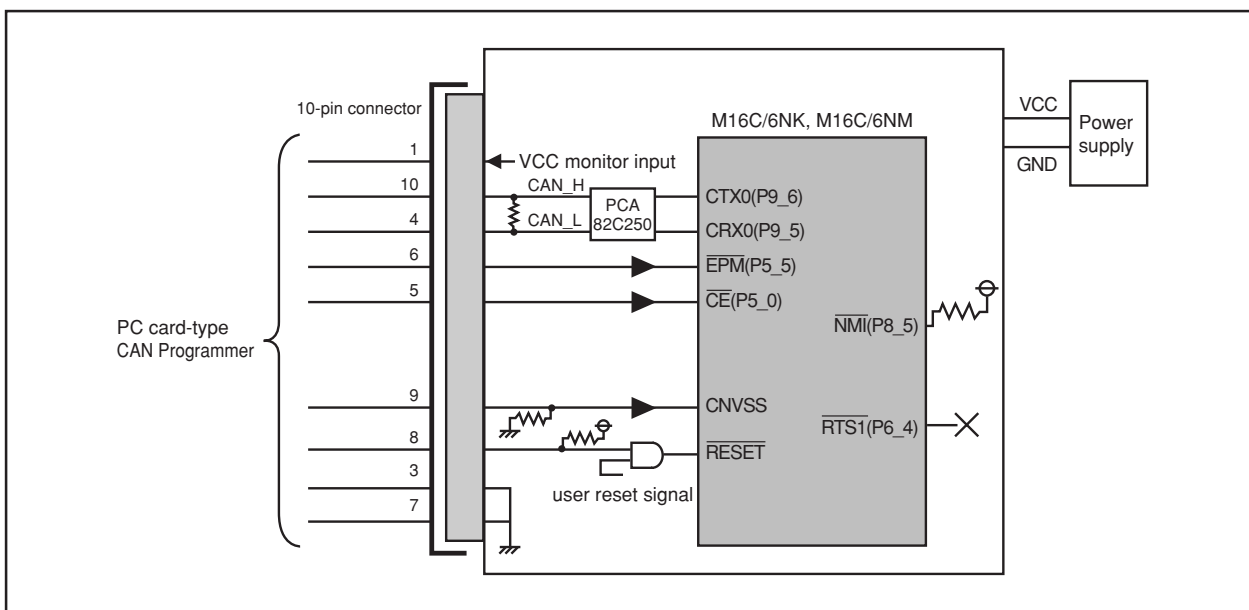 10-pin connector
1
10
4
6
5
9
8
3
7
PC card-type
CAN Programmer
VCC monitor input
CAN_H
CAN_L
PCA
82C250
user reset signal
M16C/6NK, M16C/6NM
CTX0(P9_6)
CRX0(P9_5)
EPM(P5_5)
CE(P5_0)
NMI(P8_5)
CNVSS
RTS1(P6_4)
RESET
VCC
GND
Power
supply